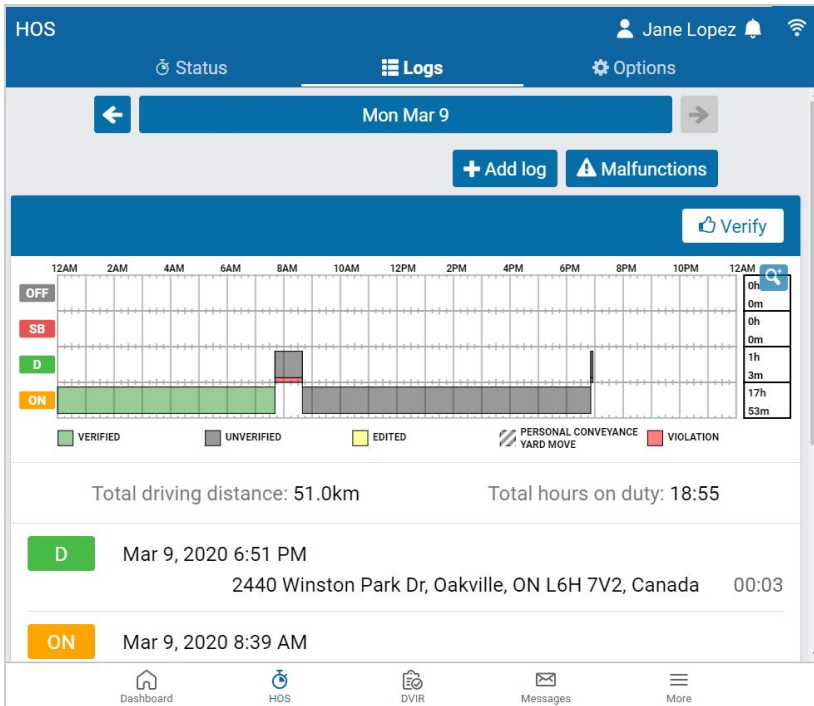 HOS Jane Lopez
Status Logs Options
Mon Mar 9
Add log Malfunctions
Verify
12AM 2AM 4AM 6AM 8AM 10AM 12PM 2PM 4PM 6PM 8PM 10PM 12AM
OFF 0h
0m
SB 0h
0m
D 1h
3m
ON 17h
53m
VERIFIED UNVERIFIED EDITED PERSONAL CONVEYANCE VIOLATION
YARD MOVE
Total driving distance: 51.0km Total hours on duty: 18:55
D Mar 9, 2020 6:51 PM
2440 Winston Park Dr, Oakville, ON L6H 7V2, Canada 00:03
ON Mar 9, 2020 8:39 AM
Dashboard HOS DVIR Messages More